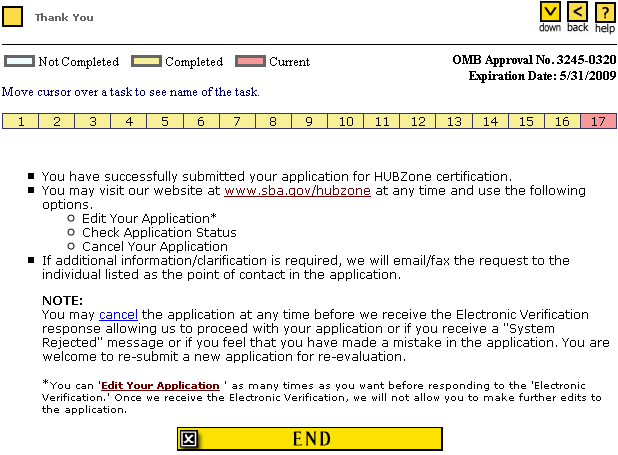 Thank You
down back help
Not Completed Completed Current
OMB Approval No. 3245-0320
Expiration Date: 5/31/2009
Move cursor over a task to see name of the task.
1 2 3 4 5 6 7 8 9 10 11 12 13 14 15 16 17
You have successfully submitted your application for HUBZone certification.
You may visit our website at www.sba.gov/hubzone at any time and use the following
options.
Edit Your Application*
Check Application Status
Cancel Your Application
If additional information/clarification is required, we will email/fax the request to the
individual listed as the point of contact in the application.
NOTE:
You may cancel the application at any time before we receive the Electronic Verification
response allowing us to proceed with your application or if you receive a "System
Rejected" message or if you feel that you have made a mistake in the application. You are
welcome to re-submit a new application for re-evaluation.
*You can 'Edit Your Application ' as many times as you want before responding to the 'Electronic
Verification.' Once we receive the Electronic Verification, we will not allow you to make further edits to
the application.
END